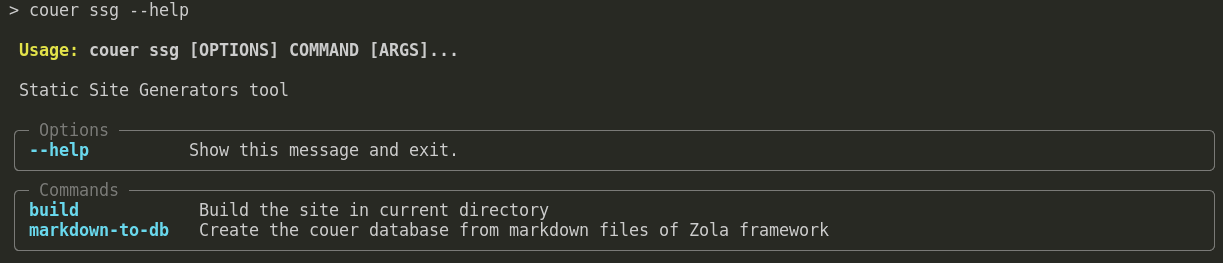 > couer ssg --help
Usage: couer ssg [OPTIONS] COMMAND [ARGS]...
Static Site Generators tool
Options
--help Show this message and exit.
Commands
build Build the site in current directory
markdown-to-db Create the couer database from markdown files of Zola framework